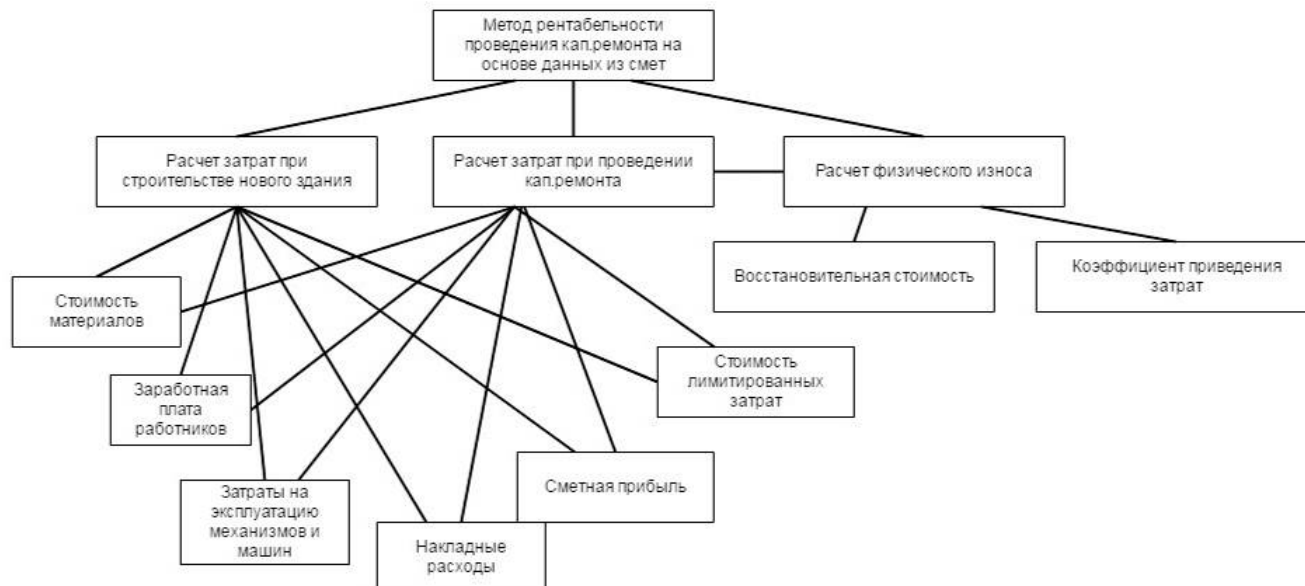 Метод рентабельности
проведения кап.ремонта на
основе данных из смет
Расчет затрат при
строительстве нового здания
Расчет затрат при проведении
кап.ремонта
Расчет физического износа
Восстановительная стоимость
Коэффициент приведения
затрат
Стоимость
материалов
Стоимость
лимитированных
затрат
Заработная
плата
работников
Сметная прибыль
Затраты на
эксплуатацию
механизмов и
машин
Накладные
расходы